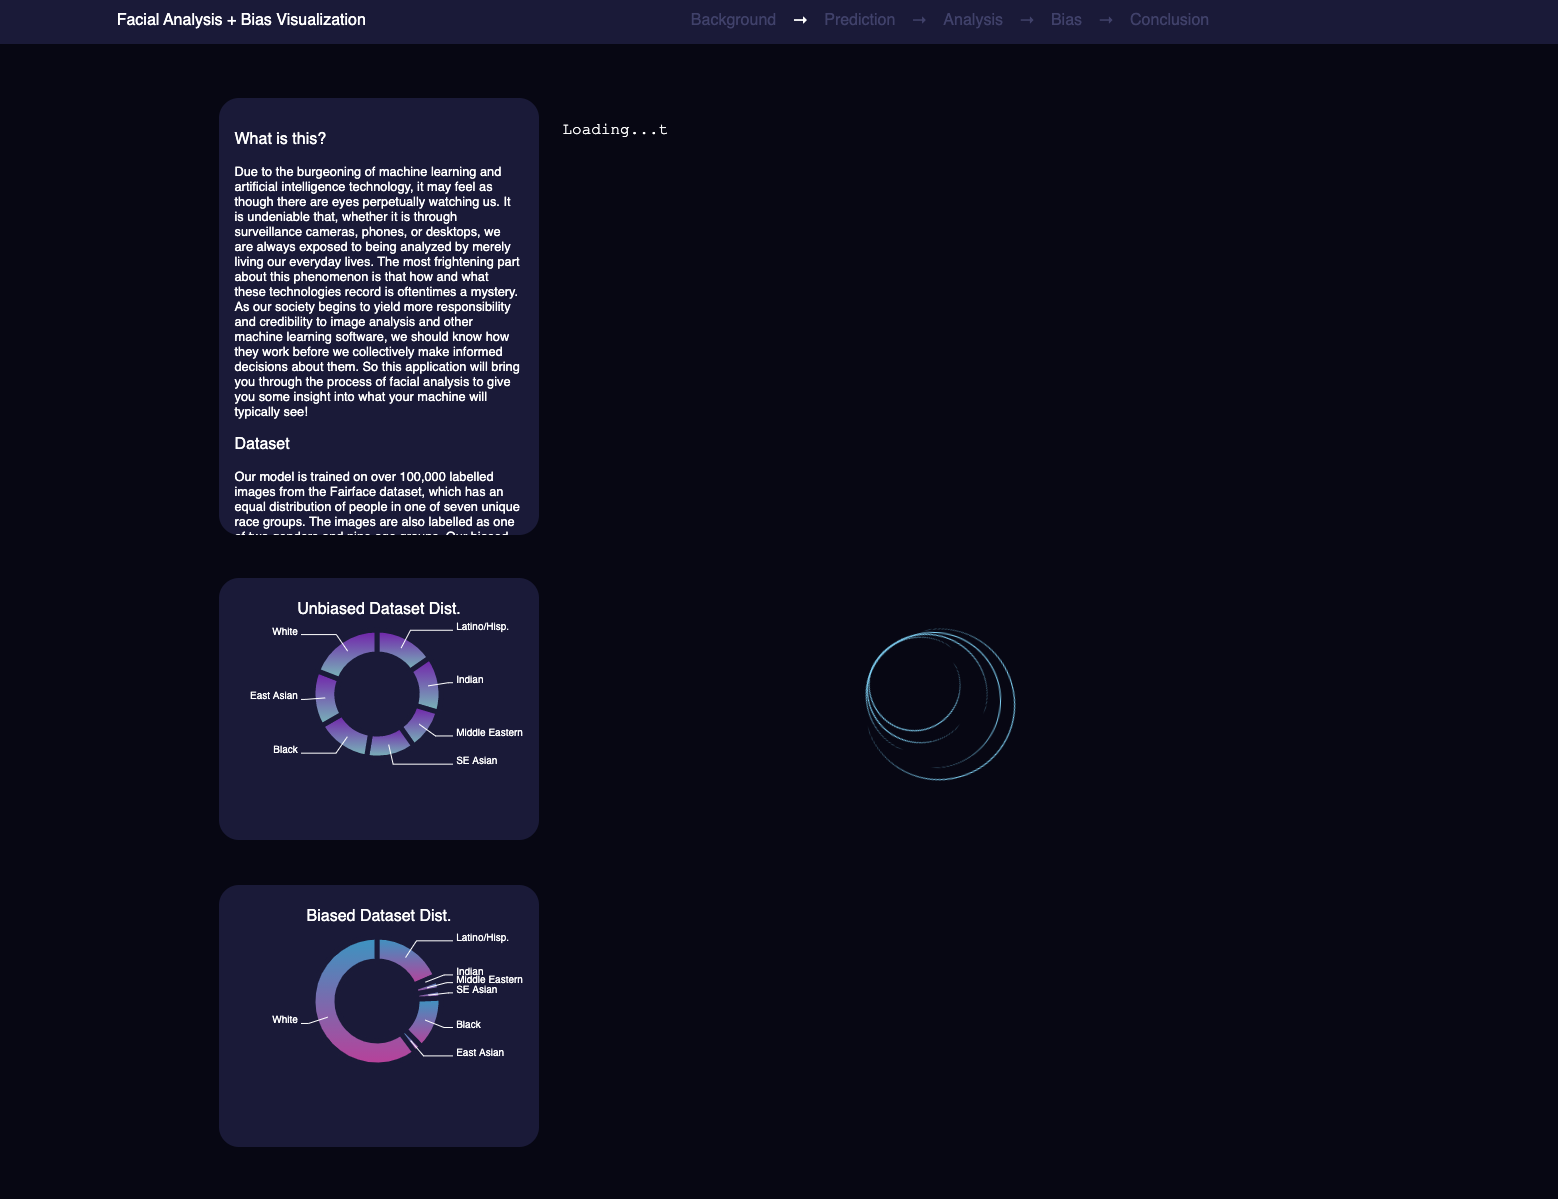 Facial Analysis + Bias Visualization
Background → Prediction → Analysis → Bias → Conclusion
What is this?
Due to the burgeoning of machine learning and
artificial intelligence technology, it may feel as
though there are eyes perpetually watching us. It
is undeniable that, whether it is through
surveillance cameras, phones, or desktops, we
are always exposed to being analyzed by merely
living our everyday lives. The most frightening part
about this phenomenon is that how and what
these technologies record is oftentimes a mystery.
As our society begins to yield more responsibility
and credibility to image analysis and other
machine learning software, we should know how
they work before we collectively make informed
decisions about them. So this application will bring
you through the process of facial analysis to give
you some insight into what your machine will
typically see!
Dataset
Our model is trained on over 100,000 labelled
images from the Fairface dataset, which has an
equal distribution of people in one of seven unique
race groups. The images are also labelled as one
of two genders and nine age groups. Our biased
Loading...t
Unbiased Dataset Dist.
White
Latino/Hisp.
Indian
East Asian
Middle Eastern
Black
SE Asian
Biased Dataset Dist.
Latino/Hisp.
Indian
Middle Eastern
SE Asian
White
Black
East Asian